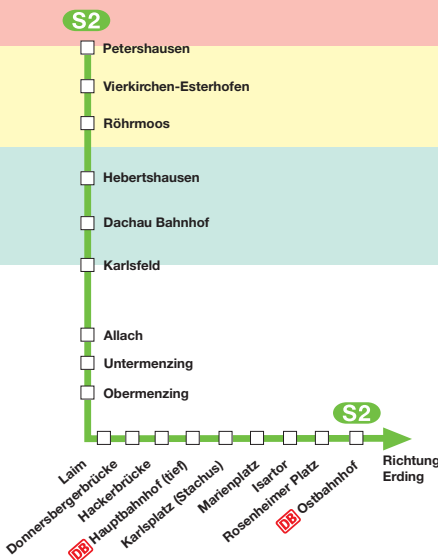 S2
Petershausen
Vierkirchen-Esterhofen
Röhrmoos
Hebertshausen
Dachau Bahnhof
Karlsfeld
Allach
Untermenzing
Obermenzing
S2
Richtung
Erding
Laim
Donnersbergerbrücke
Hackerbrücke
DB Hauptbahnhof (tief)
Karlsplatz (Stachus)
Marienplatz
Isartor
Rosenheimer Platz
DB Ostbahnhof